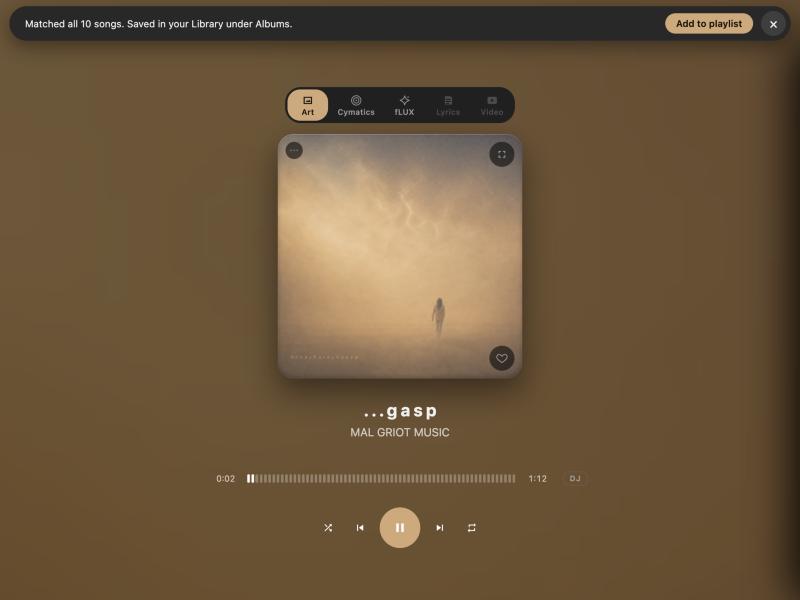 Matched all 10 songs. Saved in your Library under Albums.
Add to playlist
Art
Cymatics
fLUX
Lyrics
Video
...gasp
MAL GRIOT MUSIC
0:02
1:12
DJ